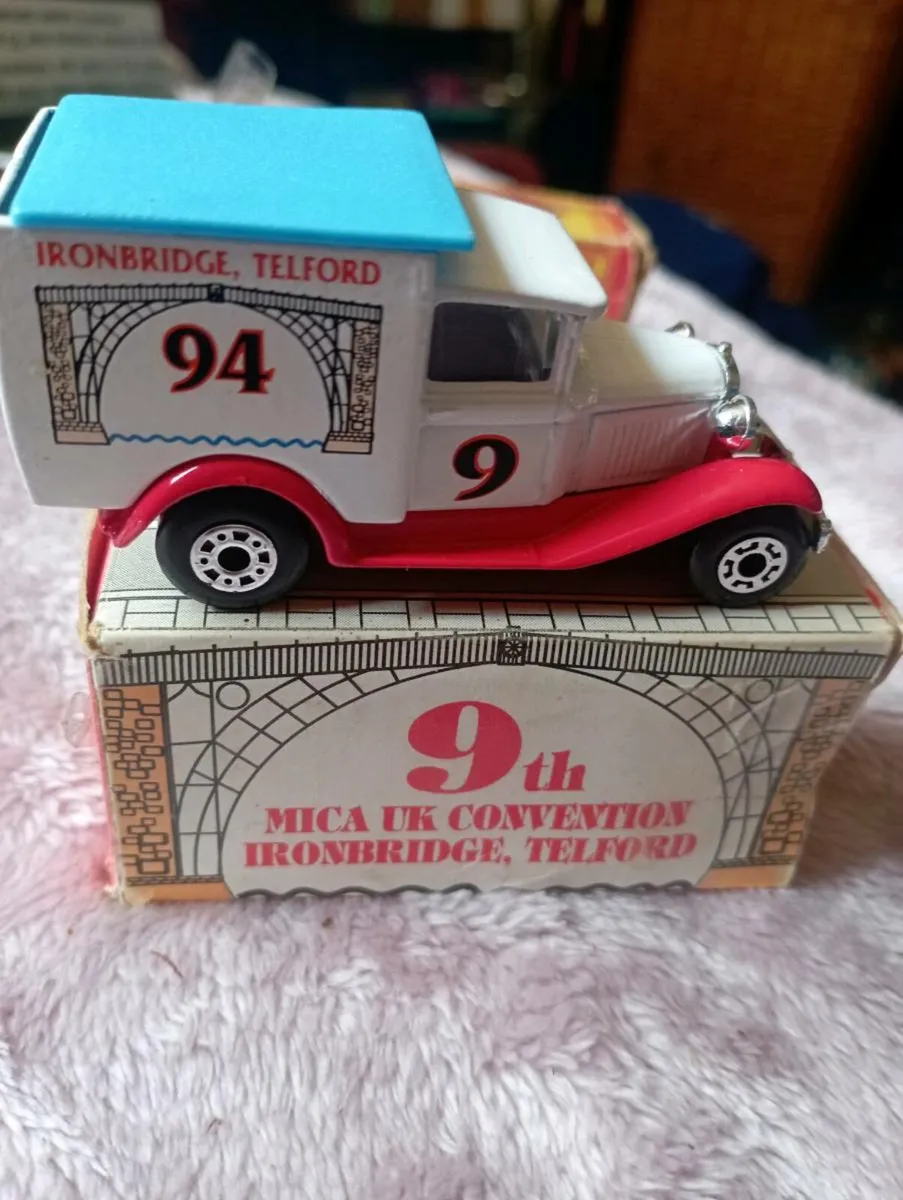 IRONBRIDGE, TELFORD
94
9
9th
MICA UK CONVENTION
IRONBRIDGE, TELFORD